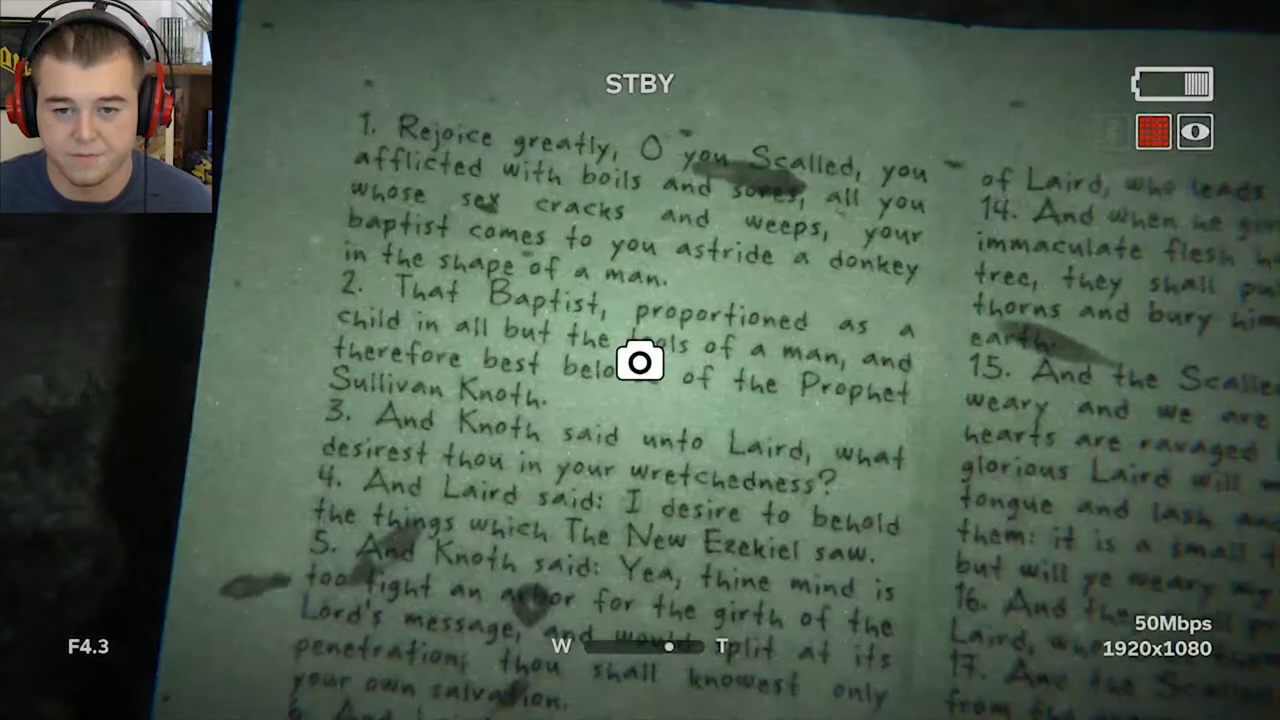 STBY
1. Rejoice greatly, O you Scalled, you
afflicted with boils and sores, all you
whose sex cracks and weeps, your
baptist comes to you astride a donkey
in the shape of a man.
2. That Baptist, proportioned as a
child in all but the of a man, and
therefore best of the Prophet
Sullivan Knoth.
3. And Knoth said unto Laird, what
desirest thou in your wretchedness?
4. And Laird said: I desire to behold
the things which The New Ezekiel saw.
5. And Knoth said: Yea, thine mind is
too tight an arbor for the girth of the
Lord's message, and would split at its
penetration; thou shall knowest only
your own salvation.
of Laird, who leads
14. And when he
immaculate flesh
tree, they shall
thorns and bury him
earth.
15. And the
weary and we are
hearts are ravaged
glorious Laird will
tongue and lash
them: it is a small
but will ye weary my
16. And the
Laird,
17. And the
from
F4.3
W T
50Mbps
1920x1080